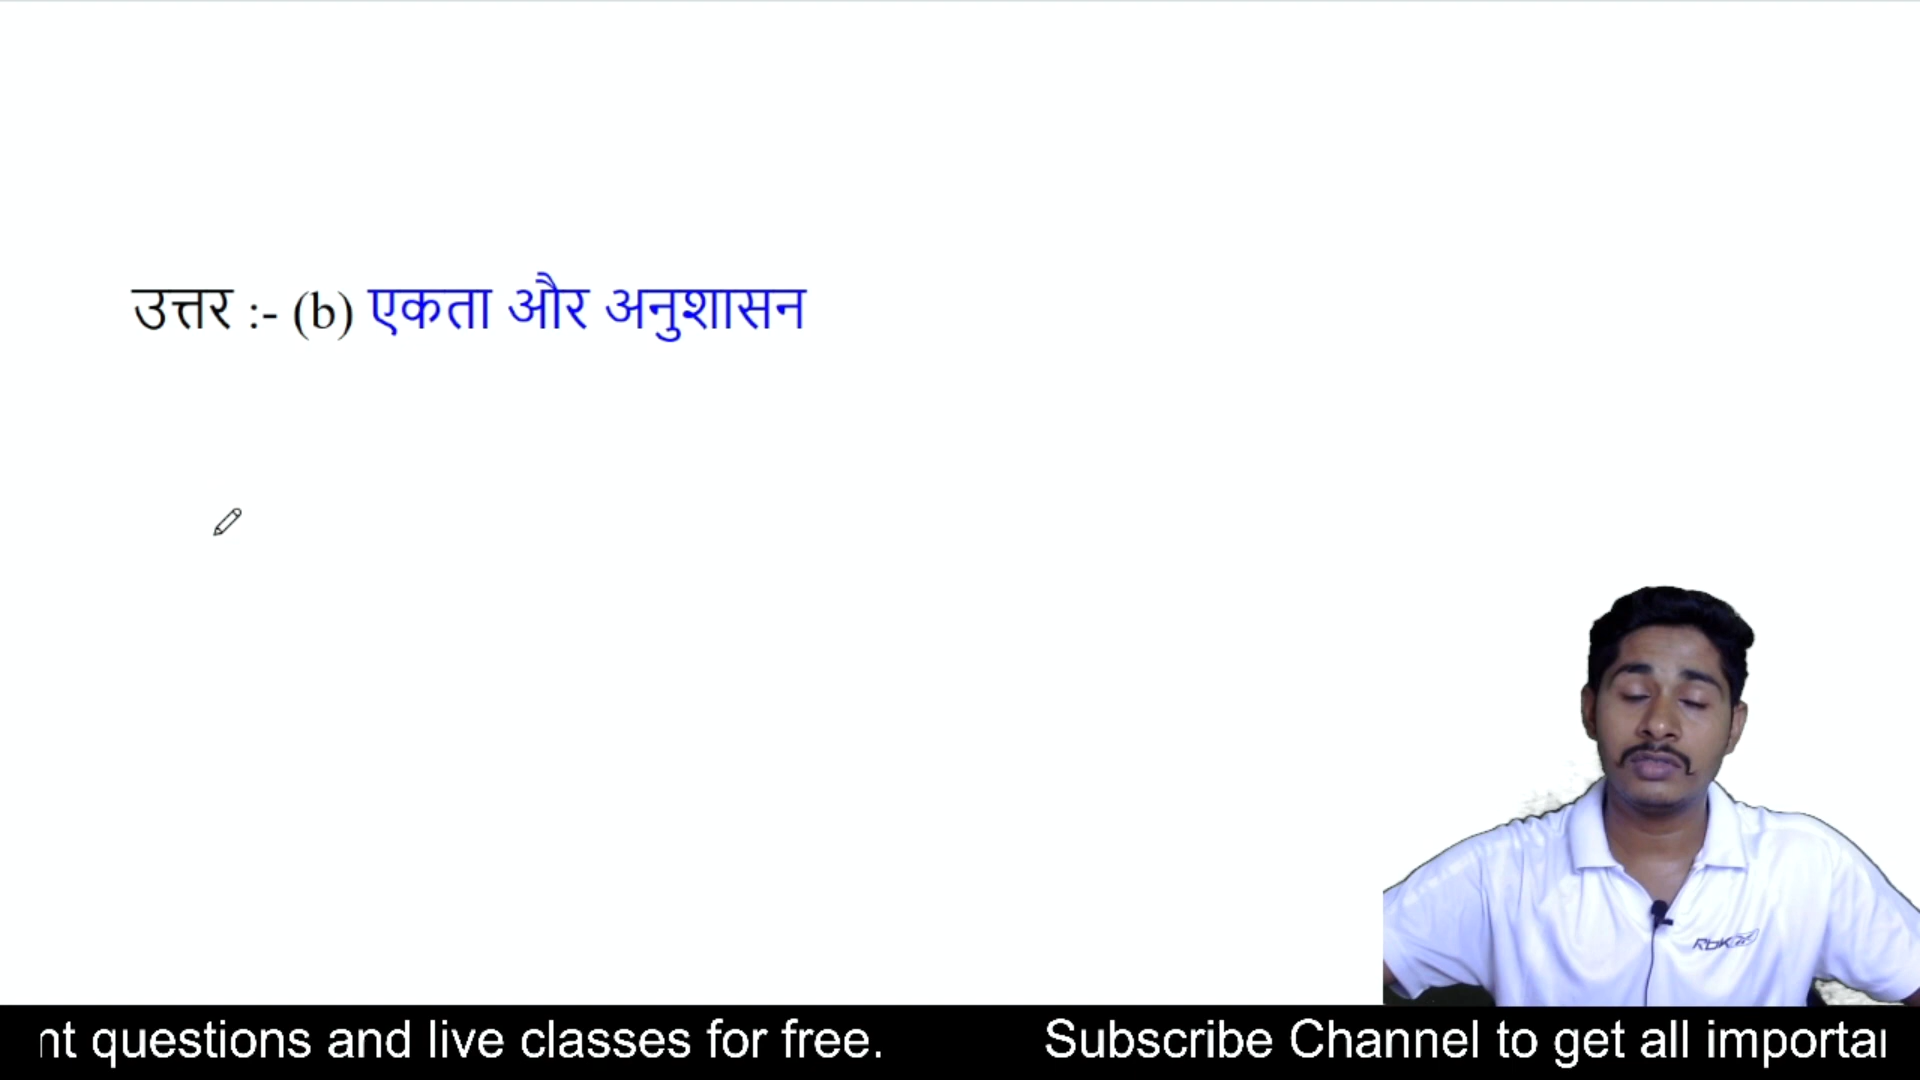 उत्तर :- (b) एकता और अनुशासन
RBK
nt questions and live classes for free. Subscribe Channel to get all importa